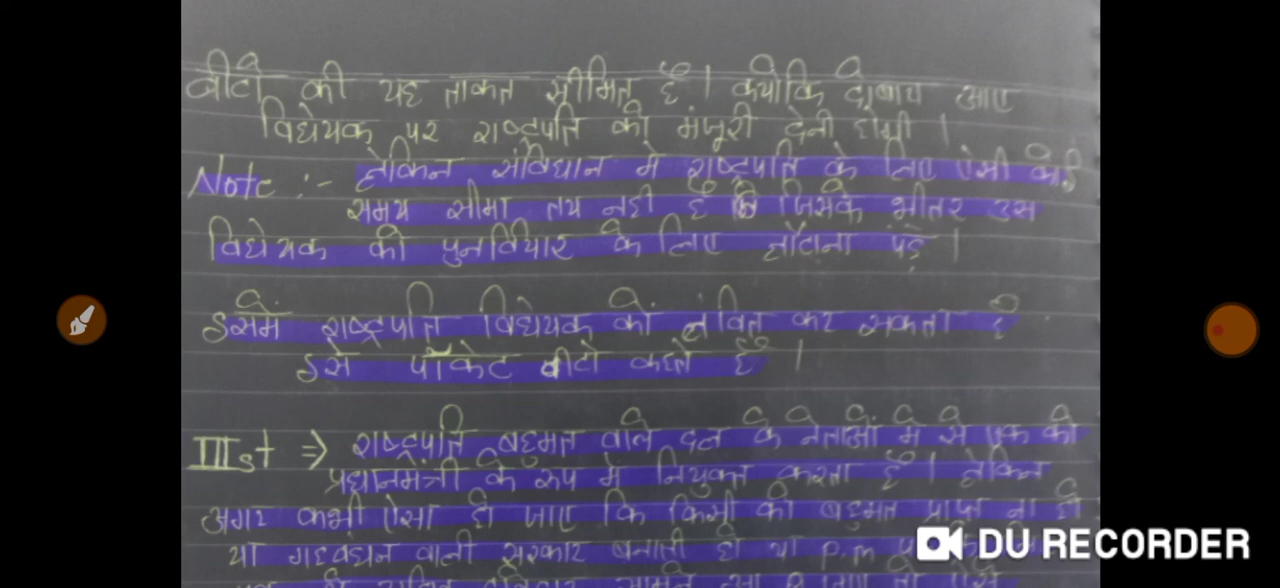 वीटो की यह ताकत सीमित है। क्योकि दोबारा आए
विधेयक पर राष्ट्रपति को मंजूरी देनी होगी ।
Note :- लेकिन संविधान मे राष्ट्रपति के लिए ऐसी कोई
समय सीमा तय नही है जिसके भीतर उस
विधेयक को पुनर्विचार के लिए लौटाना पड़े ।
इसमे राष्ट्रपति विधेयक को लंवित कर सकता है
इसे पॉकेट वीटो कहते है ।
IIIst ⇒ राष्ट्रपति बहुमत वाले दल के नेताओं मे से एक को
प्रधानमंत्री के रूप में नियुक्त करता है । लेकिन
अगर कभी ऐसा हो जाए कि किसी को बहुमत प्राप्त ना हो
या गठवधन वाली सरकार बनानी हो या p.m
DU RECORDER